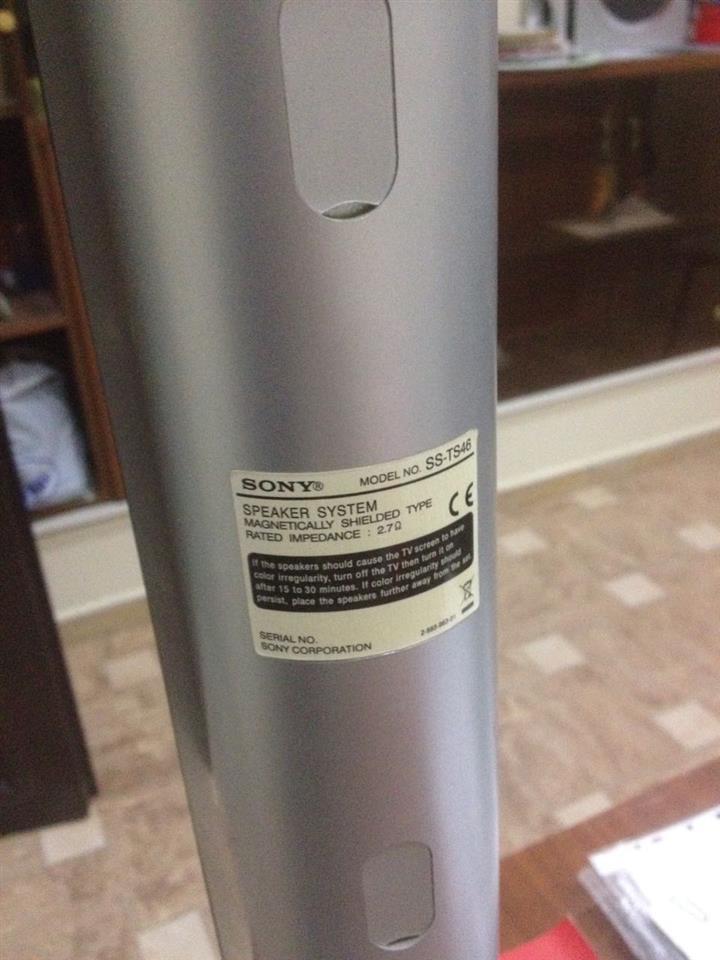 SONY® MODEL NO. SS-TS46
SPEAKER SYSTEM
MAGNETICALLY SHIELDED TYPE
RATED IMPEDANCE : 2.7Ω
CE
If the speakers should cause the TV screen to have
color irregularity, turn off the TV then turn it on
after 15 to 30 minutes. If color irregularity should
persist, place the speakers further away from the set.
SERIAL NO.
SONY CORPORATION